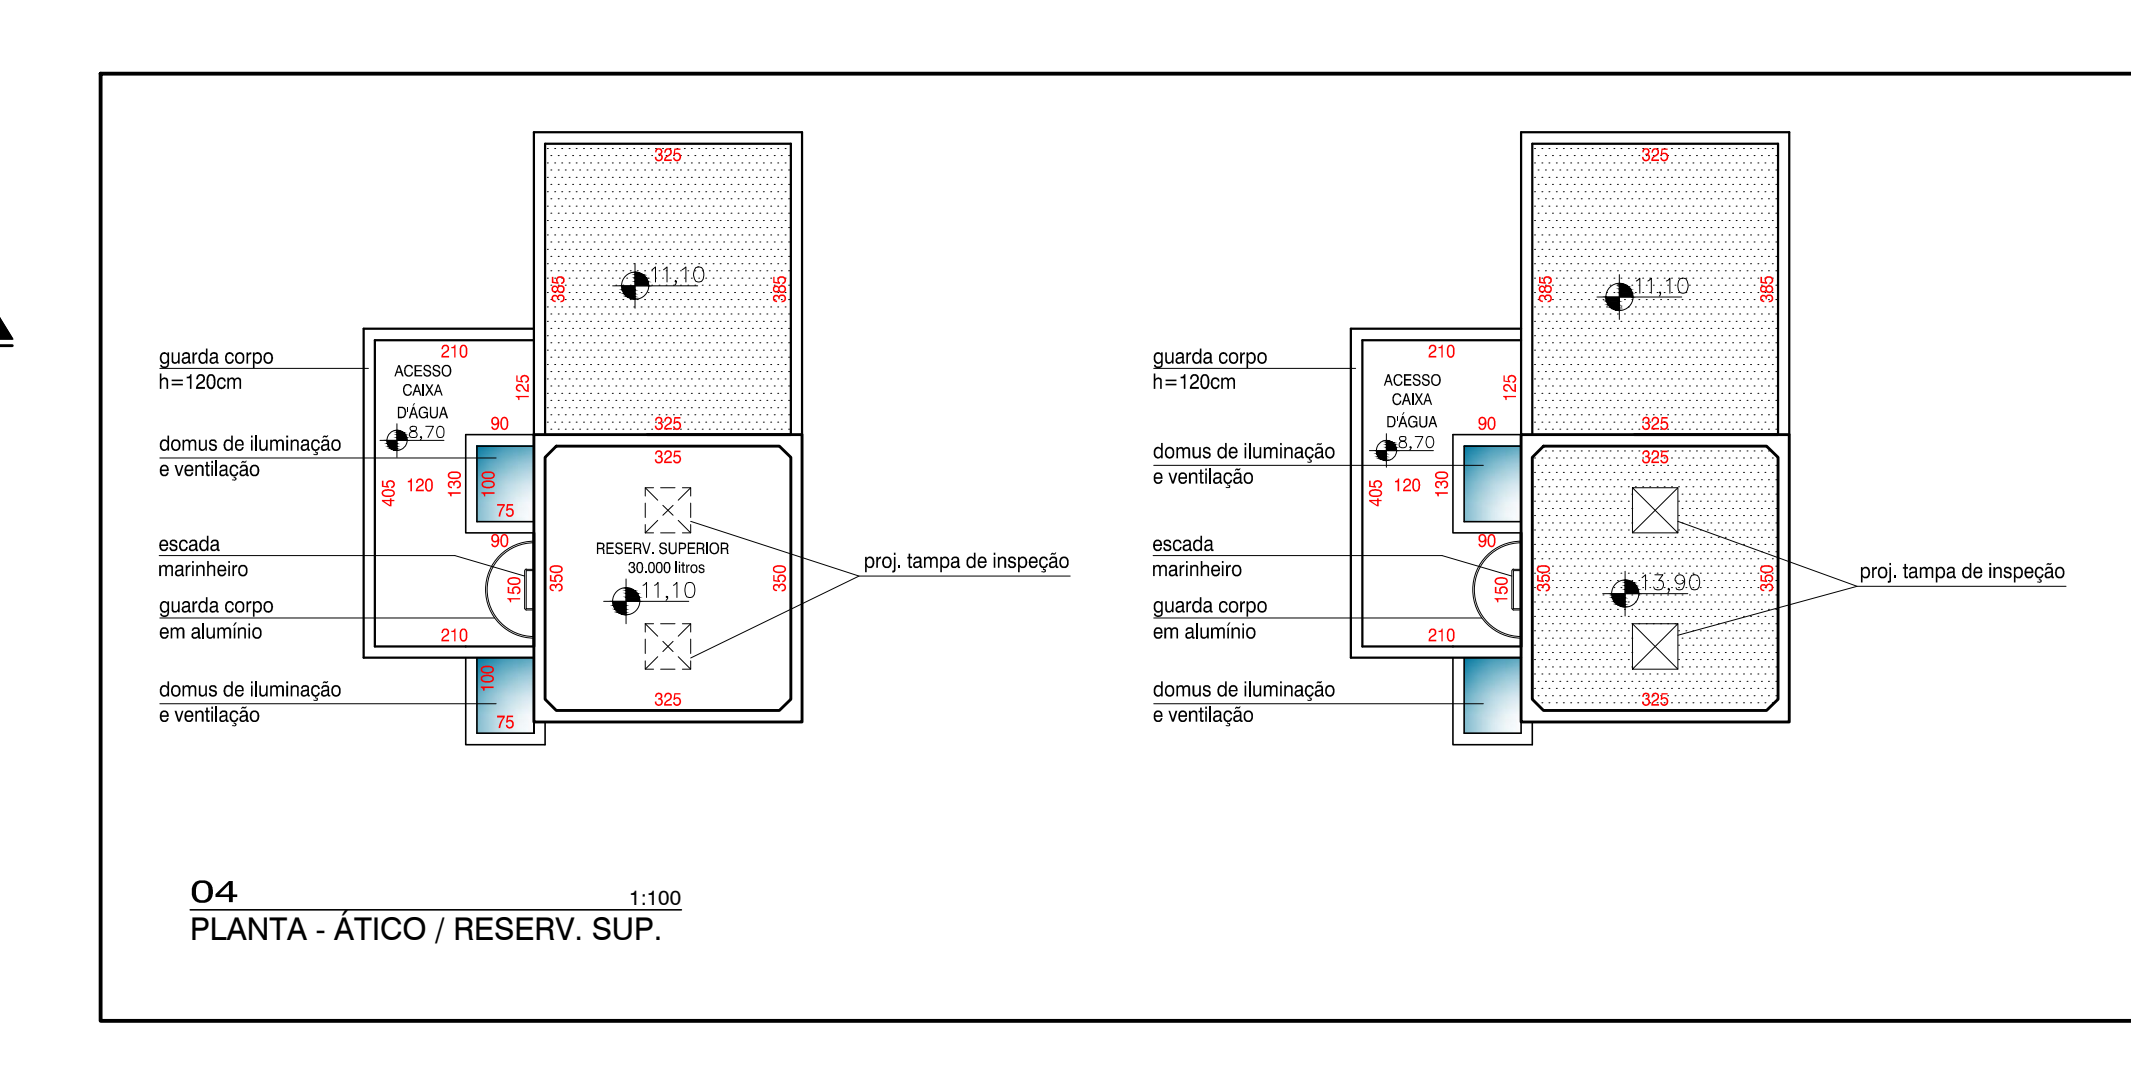 325
385
11,10
385
325
guarda corpo
h=120cm
210
ACESSO
CAIXA
D'ÁGUA
8,70
125
90
domus de iluminação
e ventilação
405
120
130
100
75
325
escada
marinheiro
90
150
350
RESERV. SUPERIOR
30.000 litros
11,10
350
proj. tampa de inspeção
guarda corpo
em alumínio
210
domus de iluminação
e ventilação
100
75
325
325
385
11,10
385
325
guarda corpo
h=120cm
210
ACESSO
CAIXA
D'ÁGUA
8,70
125
90
domus de iluminação
e ventilação
405
120
130
325
escada
marinheiro
90
150
350
13,90
350
proj. tampa de inspeção
guarda corpo
em alumínio
210
domus de iluminação
e ventilação
325
04
1:100
PLANTA - ÁTICO / RESERV. SUP.